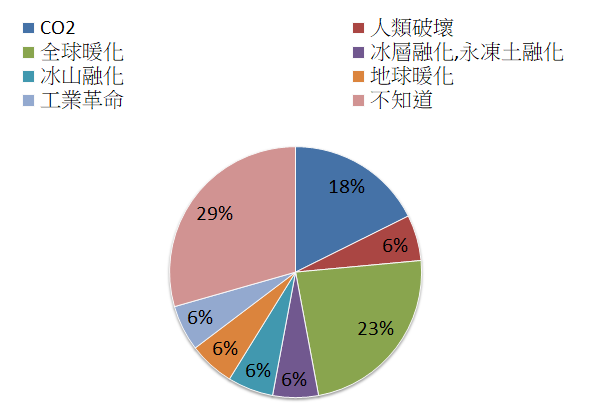 CO2 人類破壞
全球暖化 冰層融化,永凍土融化
冰山融化 地球暖化
工業革命 不知道
18%
29%
6%
6%
23%
6%
6%
6%